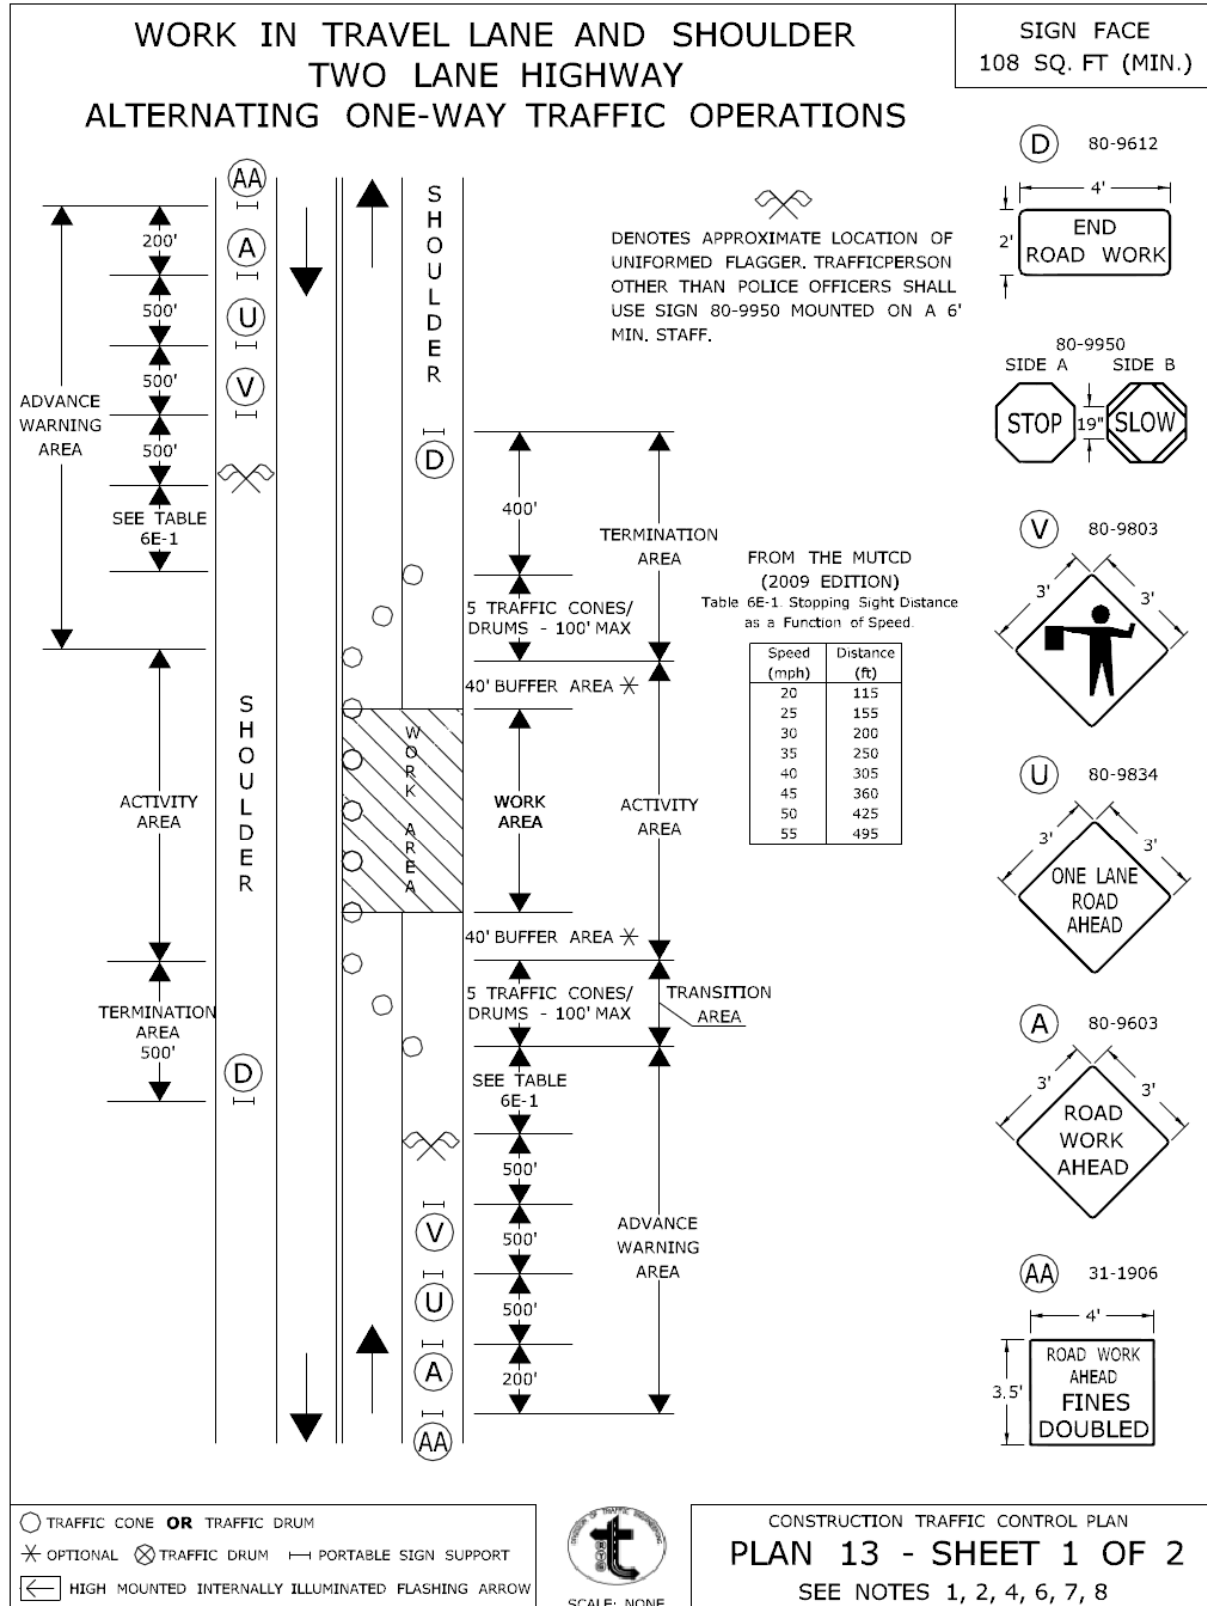 WORK IN TRAVEL LANE AND SHOULDER
TWO LANE HIGHWAY
ALTERNATING ONE-WAY TRAFFIC OPERATIONS
SIGN FACE
108 SQ. FT (MIN.)
AA
A
U
V
200'
500'
500'
500'
SEE TABLE
6E-1
ADVANCE
WARNING
AREA
SHOULDER
ACTIVITY
AREA
TERMINATION
AREA
500'
D
SHOULDER
D
400'
TERMINATION
AREA
5 TRAFFIC CONES/
DRUMS - 100' MAX
40' BUFFER AREA
WORK AREA
WORK
AREA
ACTIVITY
AREA
40' BUFFER AREA
5 TRAFFIC CONES/
DRUMS - 100' MAX
TRANSITION
AREA
SEE TABLE
6E-1
500'
V
500'
U
500'
A
200'
AA
ADVANCE
WARNING
AREA
DENOTES APPROXIMATE LOCATION OF
UNIFORMED FLAGGER. TRAFFICPERSON
OTHER THAN POLICE OFFICERS SHALL
USE SIGN 80-9950 MOUNTED ON A 6'
MIN. STAFF.
FROM THE MUTCD
(2009 EDITION)
Table 6E-1. Stopping Sight Distance
as a Function of Speed.
Speed Distance
(mph) (ft)
20 115
25 155
30 200
35 250
40 305
45 360
50 425
55 495
D 80-9612
4'
2'
END
ROAD WORK
80-9950
SIDE A SIDE B
STOP 19" SLOW
V 80-9803
3' 3'
U 80-9834
3' 3'
ONE LANE
ROAD
AHEAD
A 80-9603
3' 3'
ROAD
WORK
AHEAD
AA 31-1906
4'
3.5'
ROAD WORK
AHEAD
FINES
DOUBLED
TRAFFIC CONE OR TRAFFIC DRUM
OPTIONAL TRAFFIC DRUM PORTABLE SIGN SUPPORT
HIGH MOUNTED INTERNALLY ILLUMINATED FLASHING ARROW
DIVISION OF TRAFFIC ENGINEERING
SCALE: NONE
CONSTRUCTION TRAFFIC CONTROL PLAN
PLAN 13 - SHEET 1 OF 2
SEE NOTES 1, 2, 4, 6, 7, 8